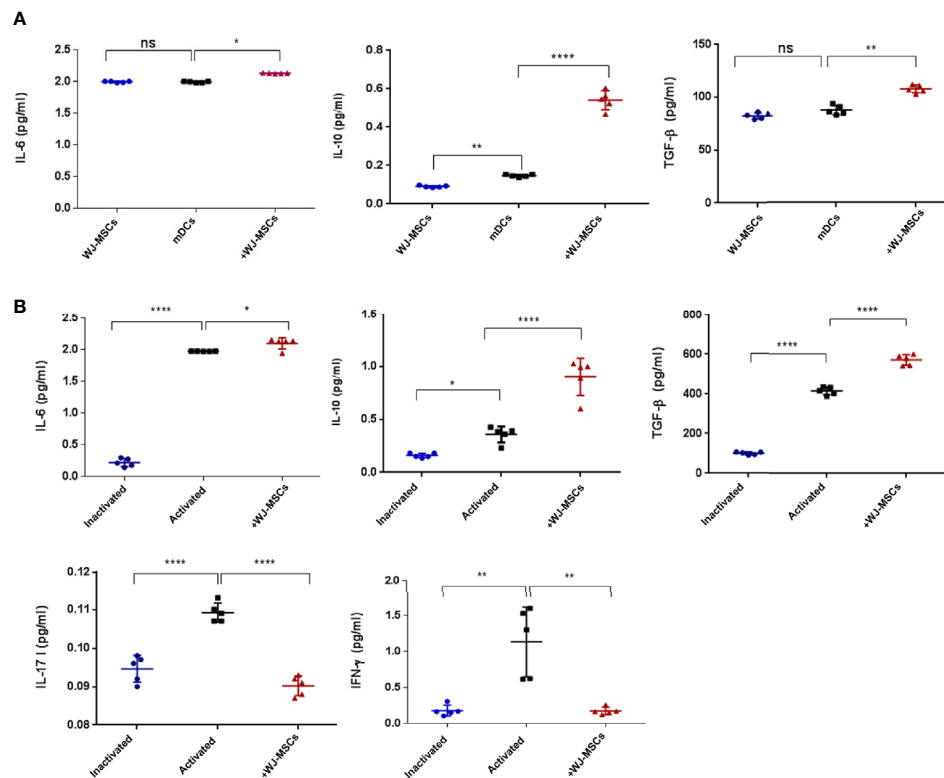 A
IL-6 (pg/ml)
2.5
2.0
1.5
1.0
0.5
0.0
ns
*
WJ-MSCs
mDCs
+WJ-MSCs
IL-10 (pg/ml)
0.6
0.4
0.2
0.0
**
****
WJ-MSCs
mDCs
+WJ-MSCs
TGF-β (pg/ml)
150
100
50
0
ns
**
WJ-MSCs
mDCs
+WJ-MSCs
B
IL-6 (pg/ml)
2.5
2.0
1.5
1.0
0.5
0.0
****
*
Inactivated
Activated
+WJ-MSCs
IL-10 (pg/ml)
1.5
1.0
0.5
0.0
*
****
Inactivated
Activated
+WJ-MSCs
TGF-β (pg/ml)
800
600
400
200
0
****
****
Inactivated
Activated
+WJ-MSCs
IL-17 I (pg/ml)
0.12
0.11
0.10
0.09
0.08
****
****
Inactivated
Activated
+WJ-MSCs
IFN-γ (pg/ml)
2.0
1.5
1.0
0.5
0.0
**
**
Inactivated
Activated
+WJ-MSCs